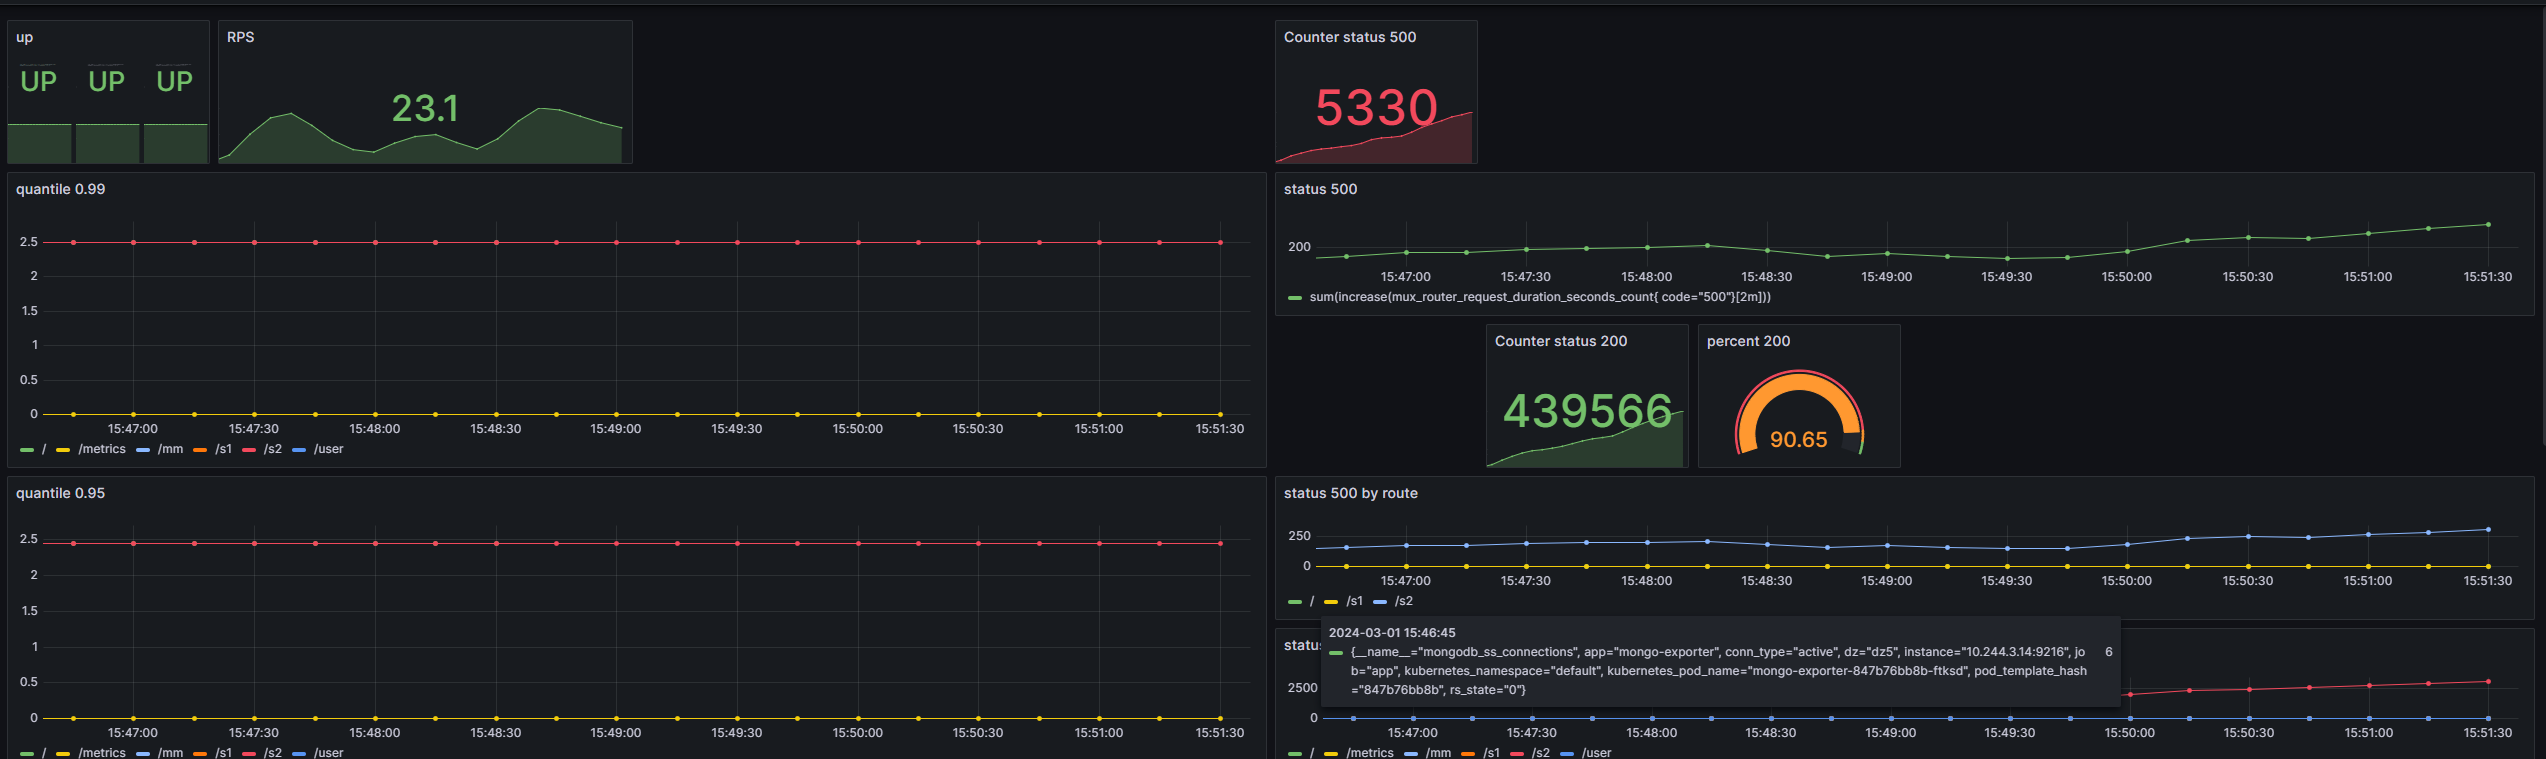 up
UP UP UP
RPS
23.1
Counter status 500
5330
quantile 0.99
2.5
2
1.5
1
0.5
0
15:47:00 15:47:30 15:48:00 15:48:30 15:49:00 15:49:30 15:50:00 15:50:30 15:51:00 15:51:30
/ /metrics /mm /s1 /s2 /user
status 500
200
15:47:00 15:47:30 15:48:00 15:48:30 15:49:00 15:49:30 15:50:00 15:50:30 15:51:00 15:51:30
sum(increase(mux_router_request_duration_seconds_count{ code="500"}[2m]))
Counter status 200
439566
percent 200
90.65
quantile 0.95
2.5
2
1.5
1
0.5
0
15:47:00 15:47:30 15:48:00 15:48:30 15:49:00 15:49:30 15:50:00 15:50:30 15:51:00 15:51:30
/ /metrics /mm /s1 /s2 /user
status 500 by route
250
0
15:47:00 15:47:30 15:48:00 15:48:30 15:49:00 15:49:30 15:50:00 15:50:30 15:51:00 15:51:30
/ /s1 /s2
2024-03-01 15:46:45
{__name__="mongodb_ss_connections", app="mongo-exporter", conn_type="active", dz="dz5", instance="10.244.3.14:9216", jo 6
b="app", kubernetes_namespace="default", kubernetes_pod_name="mongo-exporter-847b76bb8b-ftksd", pod_template_hash
="847b76bb8b", rs_state="0"}
2500
0
15:47:00 15:47:30 15:48:00 15:48:30 15:49:00 15:49:30 15:50:00 15:50:30 15:51:00 15:51:30
/ /metrics /mm /s1 /s2 /user